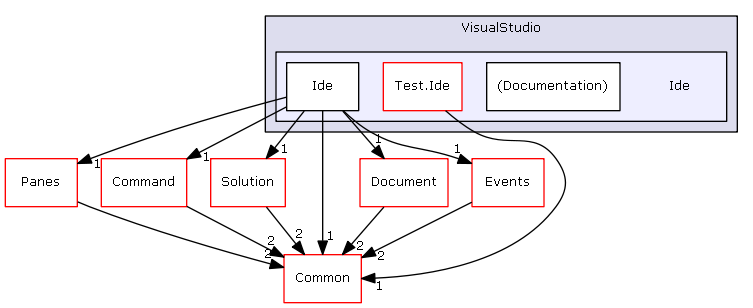 VisualStudio
Ide
Test.Ide
(Documentation)
Ide
1
1
1
1
1
Panes
Command
Solution
Document
Events
2
2
2
1
2
2
Common
1